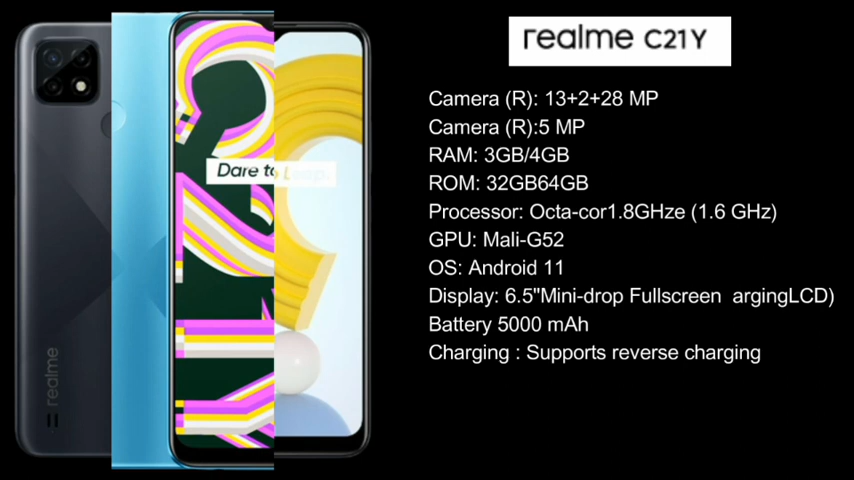 realme C21Y
Camera (R): 13+2+28 MP
Camera (R):5 MP
RAM: 3GB/4GB
ROM: 32GB64GB
Processor: Octa-cor1.8GHze (1.6 GHz)
GPU: Mali-G52
OS: Android 11
Display: 6.5"Mini-drop Fullscreen argingLCD)
Battery 5000 mAh
Charging : Supports reverse charging
Dare to Leap.
realme